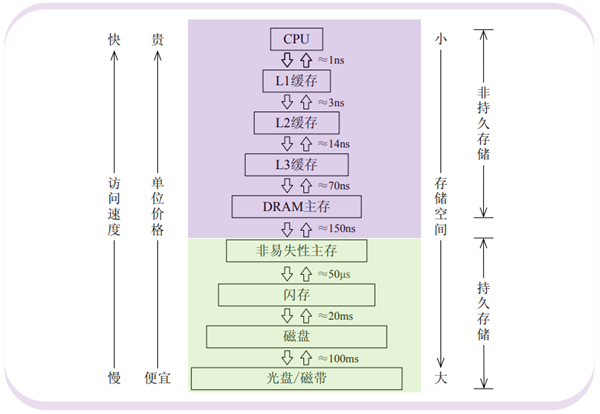 快
贵
CPU
小
≈1ns
L1缓存
≈3ns
L2缓存
≈14ns
L3缓存
≈70ns
DRAM主存
≈150ns
非易失性主存
≈50μs
闪存
≈20ms
磁盘
≈100ms
光盘/磁带
访问速度
单位价格
存储空间
非持久存储
持久存储
慢
便宜
大